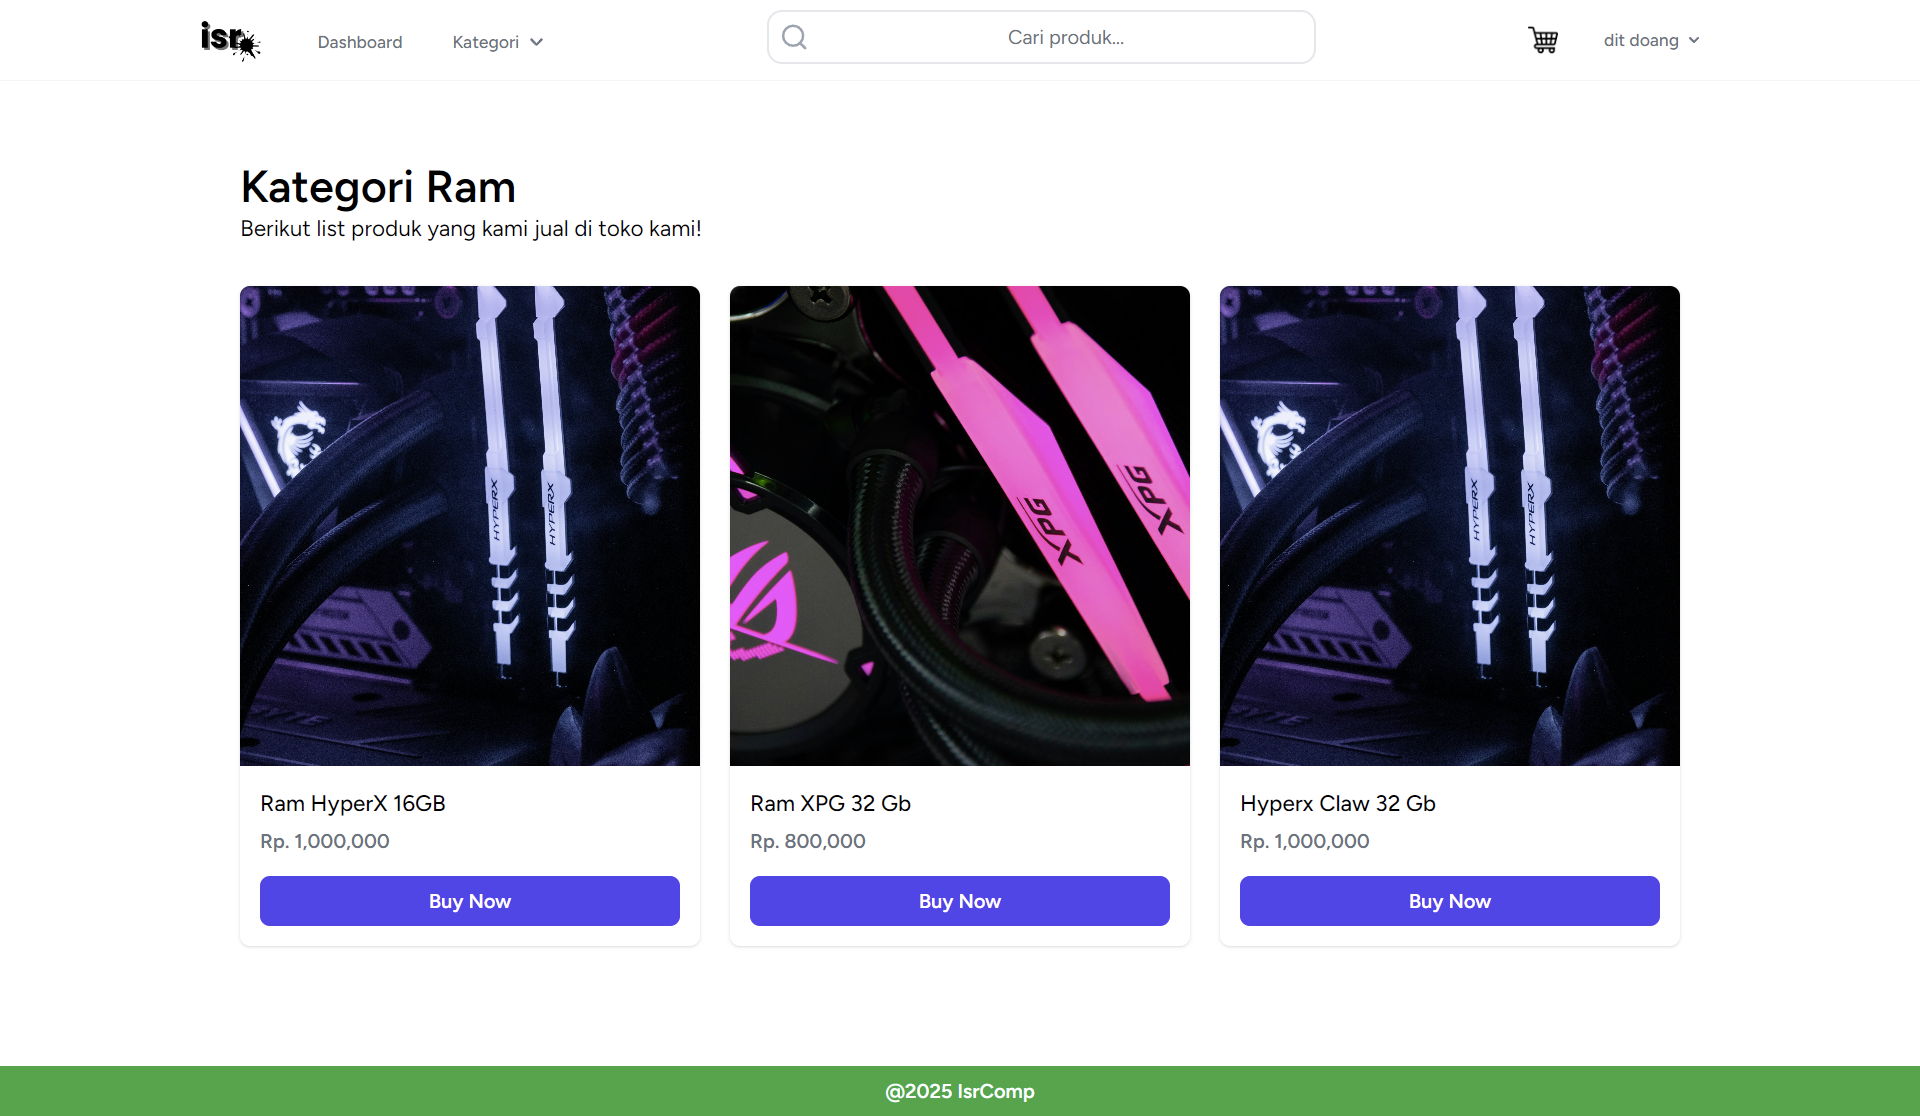 isr
Dashboard
Kategori
Cari produk...
dit doang
Kategori Ram
Berikut list produk yang kami jual di toko kami!
HYPERX
HYPERX
XPG
XPG
HYPERX
HYPERX
Ram HyperX 16GB
Rp. 1,000,000
Buy Now
Ram XPG 32 Gb
Rp. 800,000
Buy Now
Hyperx Claw 32 Gb
Rp. 1,000,000
Buy Now
@2025 IsrComp